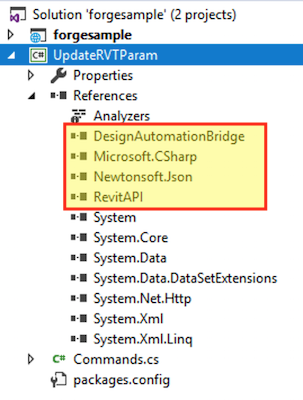 Solution 'forgesample' (2 projects)
forgesample
C# UpdateRVTParam
Properties
References
Analyzers
DesignAutomationBridge
Microsoft.CSharp
Newtonsoft.Json
RevitAPI
System
System.Core
System.Data
System.Data.DataSetExtensions
System.Net.Http
System.Xml
System.Xml.Linq
C# Commands.cs
packages.config